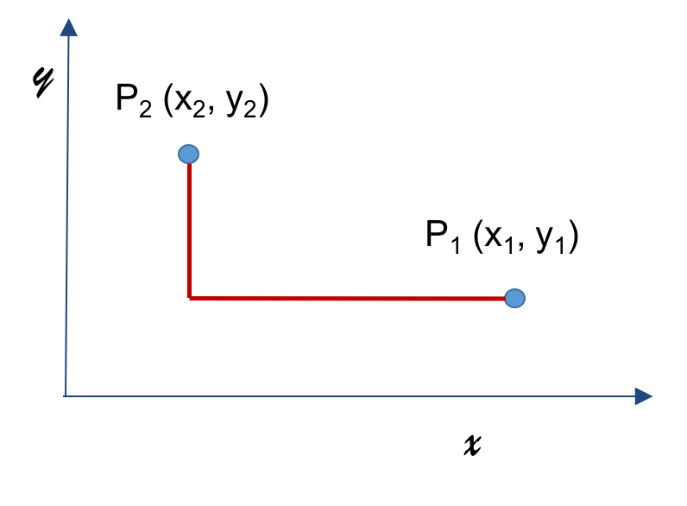 y
P₂ (x₂, y₂)
P₁ (x₁, y₁)
x